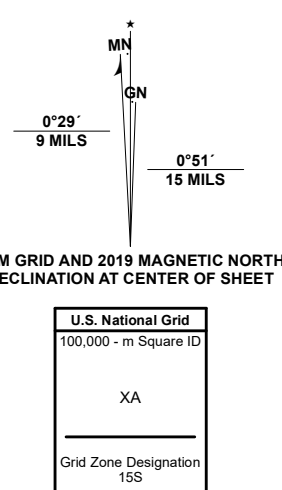 MN
GN
0°29´
9 MILS
0°51´
15 MILS
M GRID AND 2019 MAGNETIC NORTH
ECLINATION AT CENTER OF SHEET
U.S. National Grid
100,000 - m Square ID
XA
Grid Zone Designation
15S